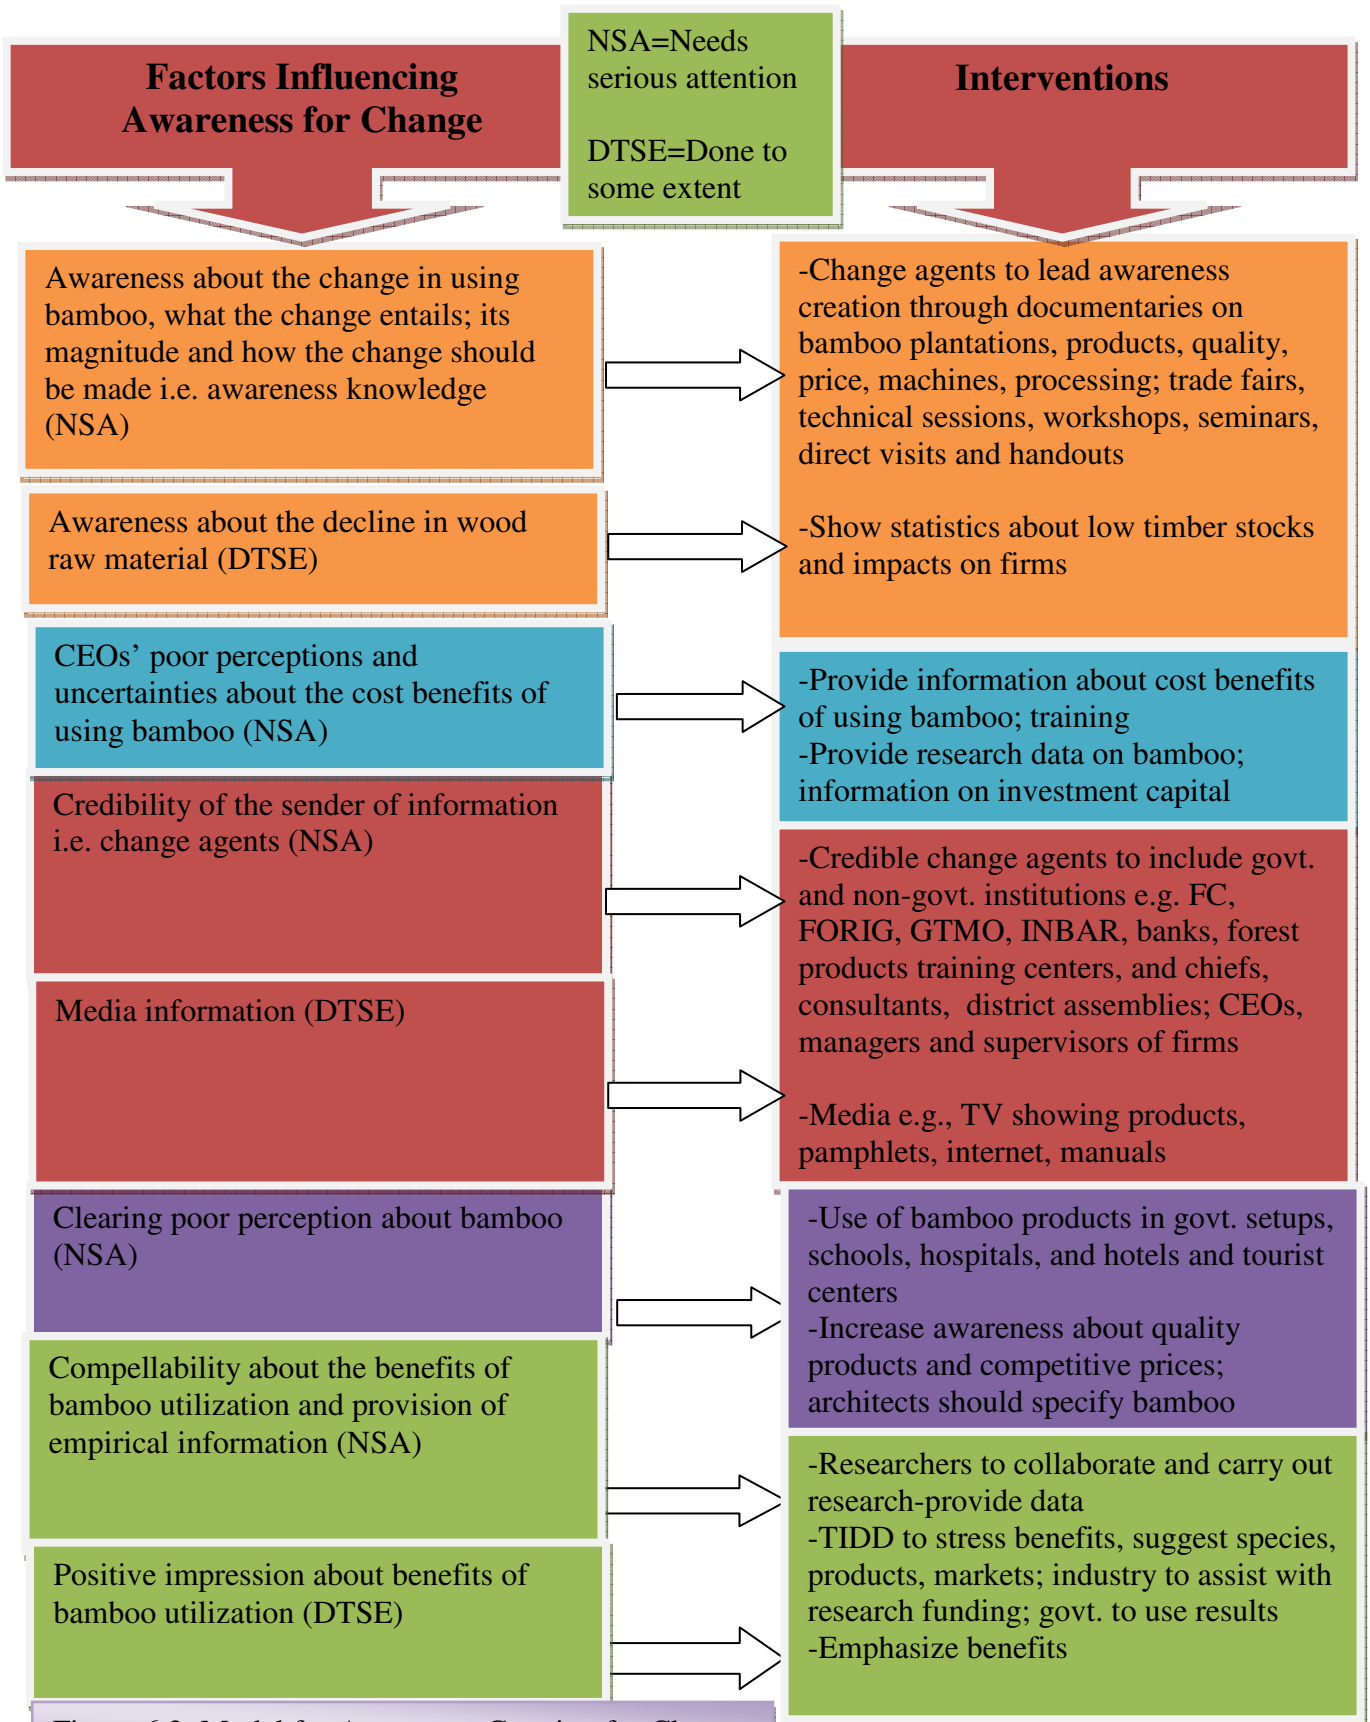 Factors Influencing
Awareness for Change
NSA=Needs
serious attention
DTSE=Done to
some extent
Interventions
Awareness about the change in using
bamboo, what the change entails; its
magnitude and how the change should
be made i.e. awareness knowledge
(NSA)
-Change agents to lead awareness
creation through documentaries on
bamboo plantations, products, quality,
price, machines, processing; trade fairs,
technical sessions, workshops, seminars,
direct visits and handouts
Awareness about the decline in wood
raw material (DTSE)
-Show statistics about low timber stocks
and impacts on firms
CEOs’ poor perceptions and
uncertainties about the cost benefits of
using bamboo (NSA)
-Provide information about cost benefits
of using bamboo; training
-Provide research data on bamboo;
information on investment capital
Credibility of the sender of information
i.e. change agents (NSA)
-Credible change agents to include govt.
and non-govt. institutions e.g. FC,
FORIG, GTMO, INBAR, banks, forest
products training centers, and chiefs,
consultants,  district assemblies; CEOs,
managers and supervisors of firms
Media information (DTSE)
-Media e.g., TV showing products,
pamphlets, internet, manuals
Clearing poor perception about bamboo
(NSA)
-Use of bamboo products in govt. setups,
schools, hospitals, and hotels and tourist
centers
-Increase awareness about quality
products and competitive prices;
architects should specify bamboo
Compellability about the benefits of
bamboo utilization and provision of
empirical information (NSA)
-Researchers to collaborate and carry out
research-provide data
-TIDD to stress benefits, suggest species,
products, markets; industry to assist with
research funding; govt. to use results
-Emphasize benefits
Positive impression about benefits of
bamboo utilization (DTSE)
Model for Awareness